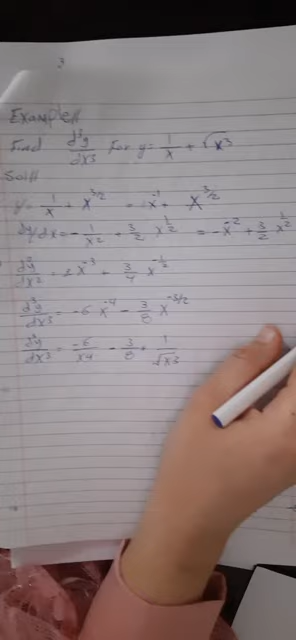 3
Example
Find d³y/dx³ for y = 1/x + √x³
Sol
y = 1/x + x^3/2 = x^-1 + x^3/2
dy/dx = -1/x² + 3/2 x^1/2 = -x^-2 + 3/2 x^1/2
d²y/dx² = 2x^-3 + 3/4 x^-1/2
d³y/dx³ = -6x^-4 - 3/8 x^-3/2
d³y/dx³ = -6/x4 - 3/8 * 1/√x3